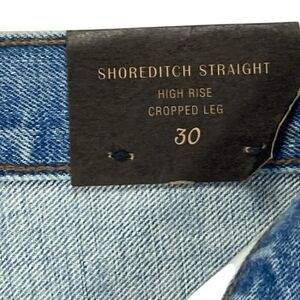 SHOREDITCH STRAIGHT
HIGH RISE
CROPPED LEG
30